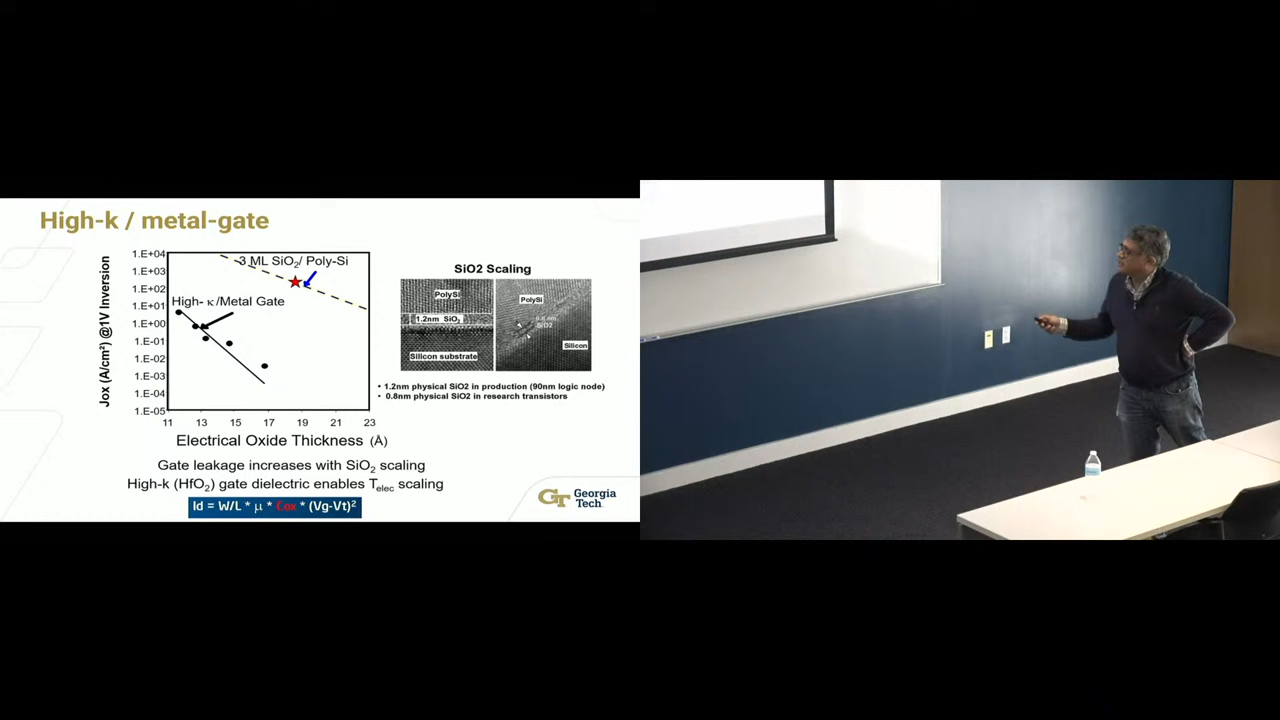 High-k / metal-gate
Jox (A/cm²) @1V Inversion
1.E+04
1.E+03
1.E+02
1.E+01
1.E+00
1.E-01
1.E-02
1.E-03
1.E-04
1.E-05
3 ML SiO₂/ Poly-Si
High- κ/Metal Gate
11 13 15 17 19 21 23
Electrical Oxide Thickness (Å)
SiO2 Scaling
PolySi
1.2nm SiO₂
Silicon substrate
PolySi
0.8 nm
SiO2
Silicon
• 1.2nm physical SiO2 in production (90nm logic node)
• 0.8nm physical SiO2 in research transistors
Gate leakage increases with SiO₂ scaling
High-k (HfO₂) gate dielectric enables Tₑₗₑc scaling
Id = W/L * μ * Cox * (Vg-Vt)²
GT Georgia
Tech